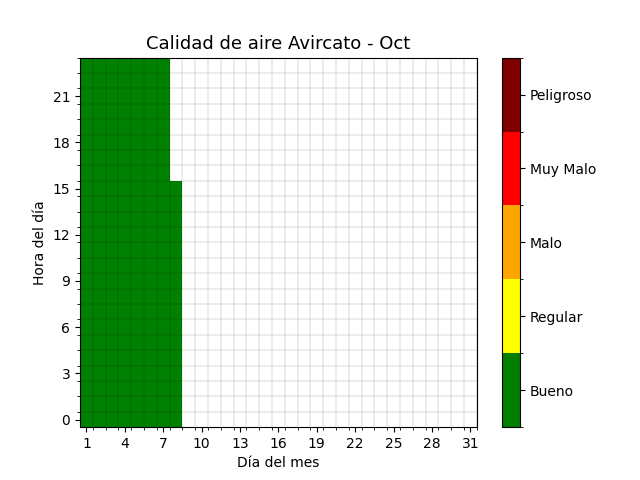 Calidad de aire Avircato - Oct
Hora del día
21
18
15
12
9
6
3
0
1 4 7 10 13 16 19 22 25 28 31
Día del mes
Peligroso
Muy Malo
Malo
Regular
Bueno